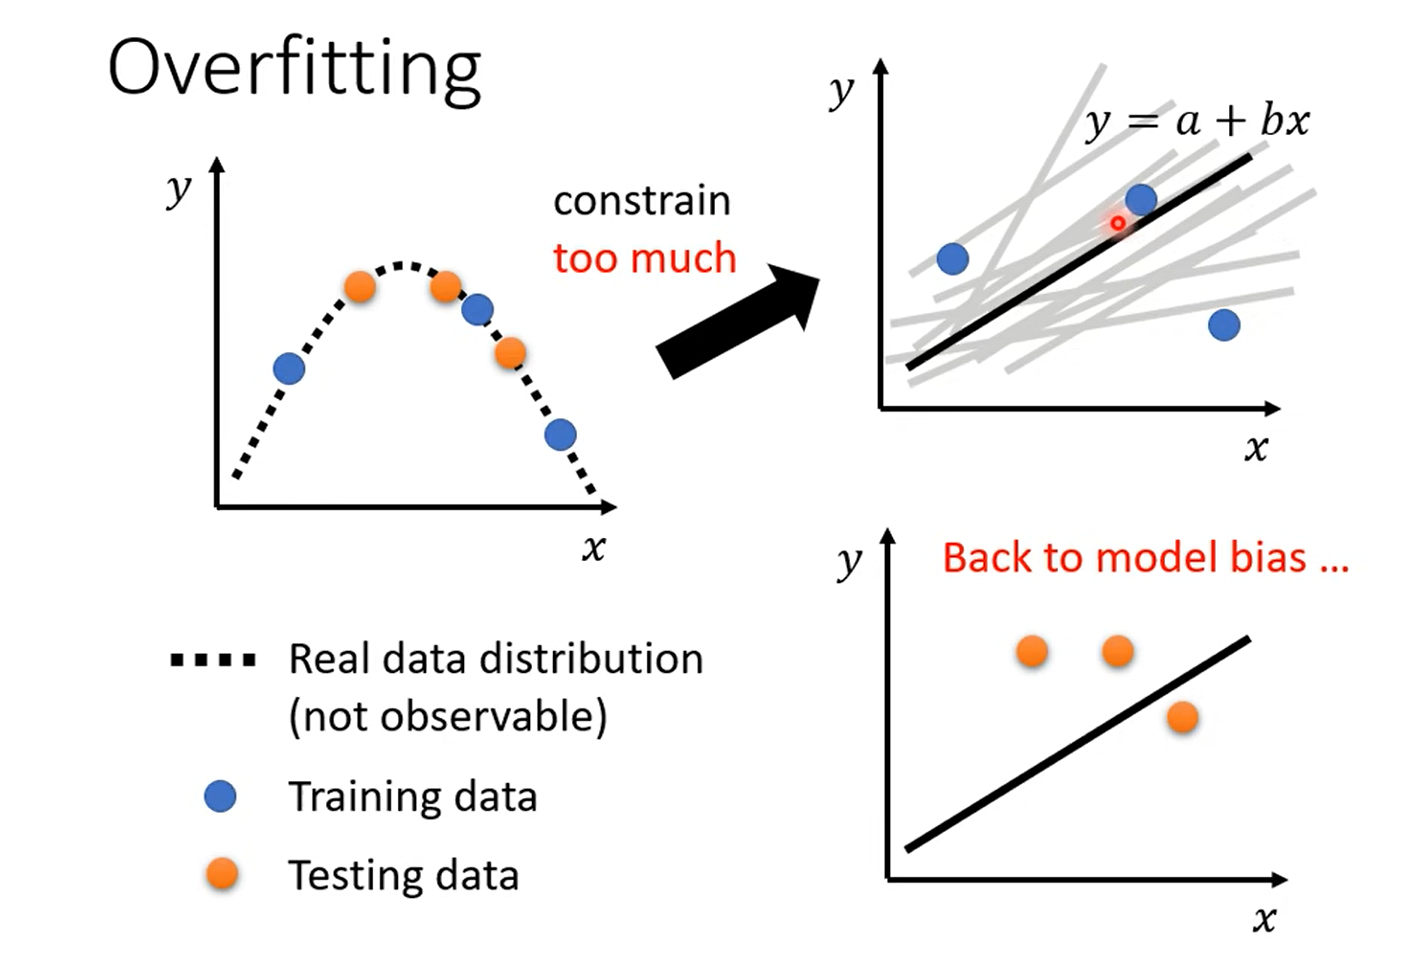 Overfitting
y
x
constrain
too much
y
y = a + bx
x
Real data distribution
(not observable)
Training data
Testing data
y
Back to model bias ...
x